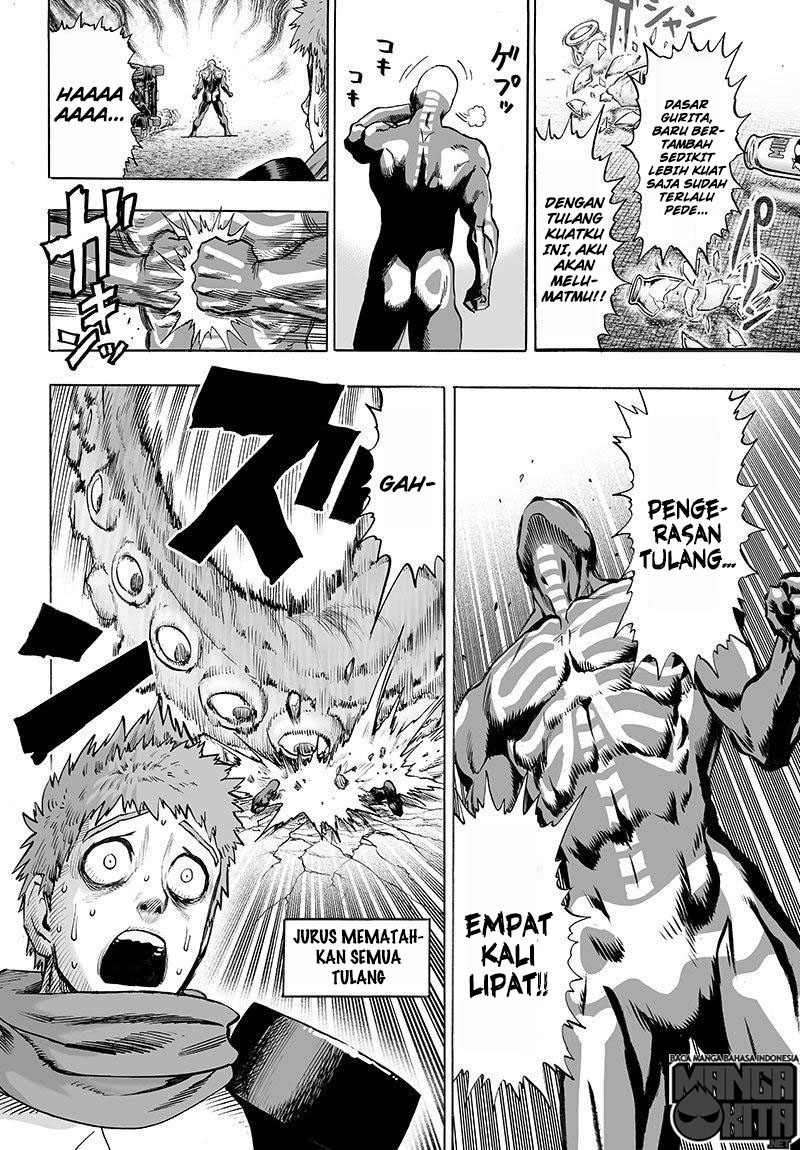 ガシャン
DASAR
GURITA,
BARU BER-
TAMBAH
SEDIKIT
LEBIH KUAT
SAJA SUDAH
TERLALU
PEDE...
DENGAN
TULANG
KUATKU
INI, AKU
AKAN
MELU-
MATMU!!
ゲプッ
コキ
コキ
HAAAA
AAAA...
ガキンッ
PENGE-
RASAN
TULANG...
EMPAT
KALI
LIPAT!!
GAH-
ズン
JURUS MEMATAH-
KAN SEMUA
TULANG
BACA MANGA BAHASA INDONESIA
MANGA
KITA
.NET